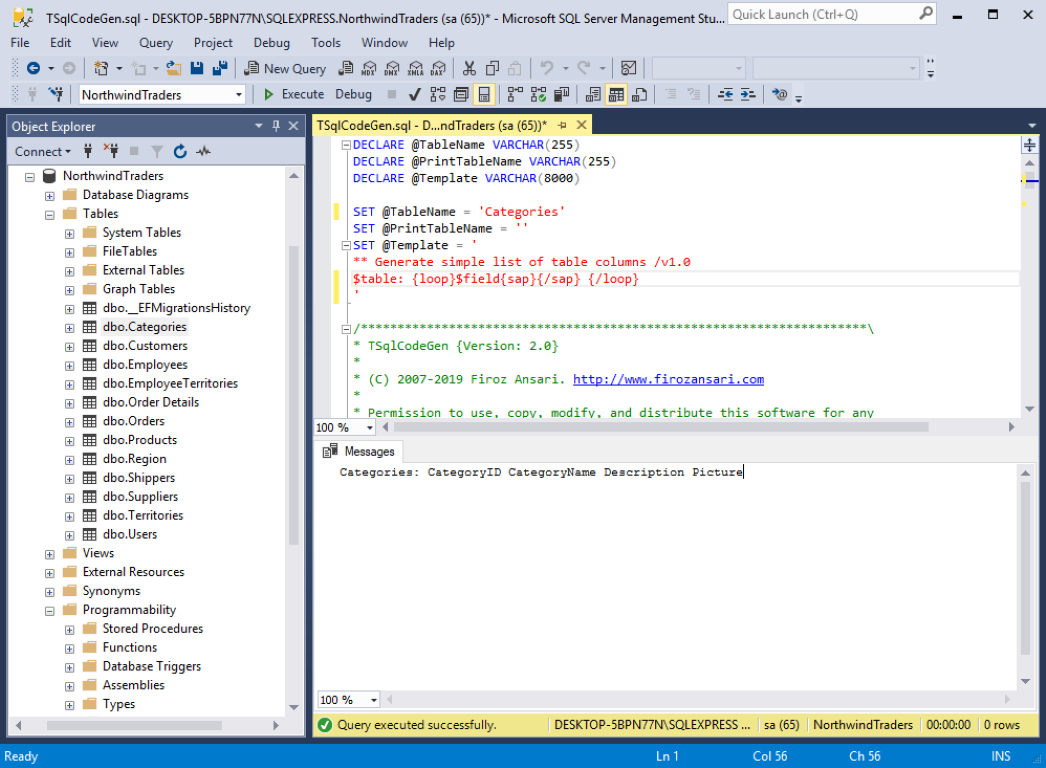 TSqlCodeGen.sql - DESKTOP-5BPN77N\SQLEXPRESS.NorthwindTraders (sa (65))* - Microsoft SQL Server Management Stu...
Quick Launch (Ctrl+Q)
File Edit View Query Project Debug Tools Window Help
New Query
MDX DMX XMLA DAX
NorthwindTraders Execute Debug
Object Explorer
Connect
NorthwindTraders
Database Diagrams
Tables
System Tables
FileTables
External Tables
Graph Tables
dbo.__EFMigrationsHistory
dbo.Categories
dbo.Customers
dbo.Employees
dbo.EmployeeTerritories
dbo.Order Details
dbo.Orders
dbo.Products
dbo.Region
dbo.Shippers
dbo.Suppliers
dbo.Territories
dbo.Users
Views
External Resources
Synonyms
Programmability
Stored Procedures
Functions
Database Triggers
Assemblies
Types
TSqlCodeGen.sql - D...ndTraders (sa (65))*
DECLARE @TableName VARCHAR(255)
DECLARE @PrintTableName VARCHAR(255)
DECLARE @Template VARCHAR(8000)
SET @TableName = 'Categories'
SET @PrintTableName = ''
SET @Template = '
** Generate simple list of table columns /v1.0
$table: {loop}$field{sap}{/sap} {/loop}
'
/*********************************************************************\
* TSqlCodeGen {Version: 2.0}
*
* (C) 2007-2019 Firoz Ansari. http://www.firozansari.com
*
* Permission to use, copy, modify, and distribute this software for any
100 %
Messages
Categories: CategoryID CategoryName Description Picture
100 %
Query executed successfully. DESKTOP-5BPN77N\SQLEXPRESS ... sa (65) NorthwindTraders 00:00:00 0 rows
Ready Ln 1 Col 56 Ch 56 INS